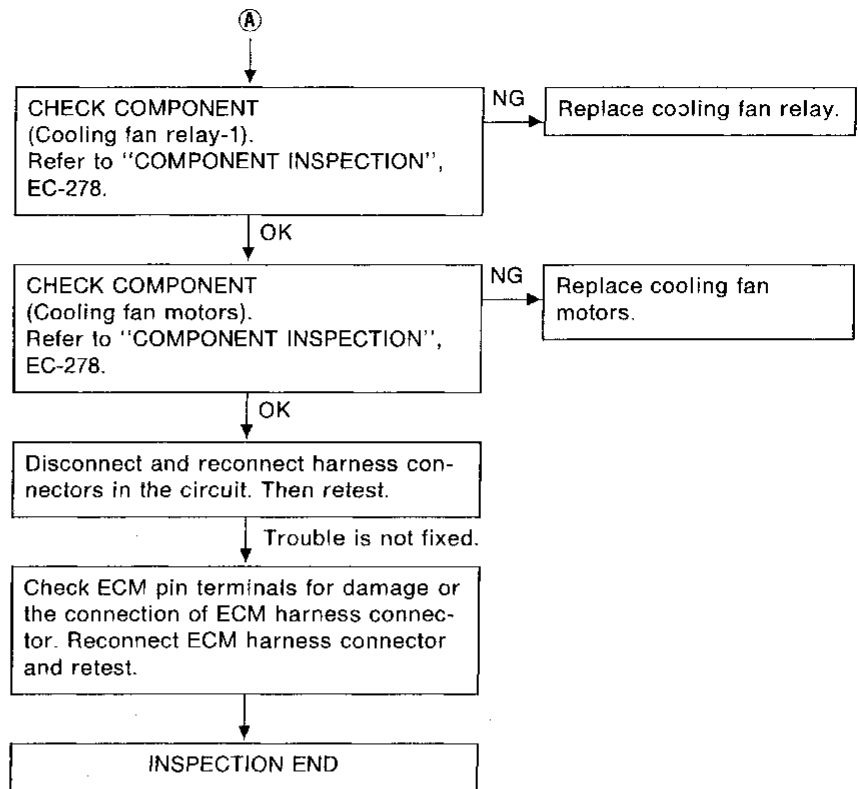 A
CHECK COMPONENT
(Cooling fan relay-1).
Refer to "COMPONENT INSPECTION",
EC-278.
NG
Replace cooling fan relay.
OK
CHECK COMPONENT
(Cooling fan motors).
Refer to "COMPONENT INSPECTION",
EC-278.
NG
Replace cooling fan
motors.
OK
Disconnect and reconnect harness con-
nectors in the circuit. Then retest.
Trouble is not fixed.
Check ECM pin terminals for damage or
the connection of ECM harness connec-
tor. Reconnect ECM harness connector
and retest.
INSPECTION END